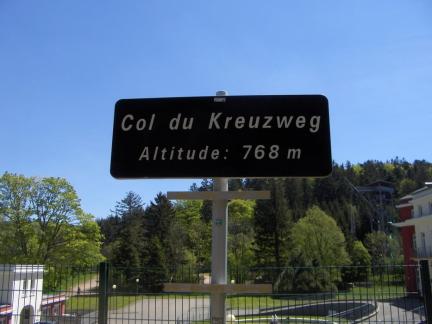 Col du Kreuzweg
Altitude: 768 m